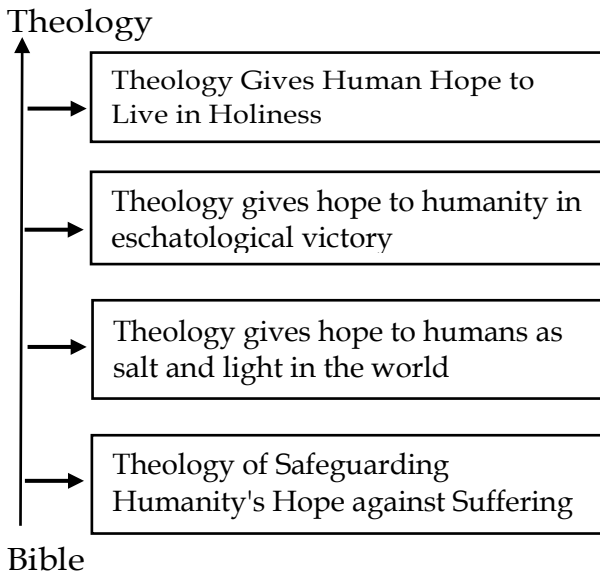 Theology
Theology Gives Human Hope to
Live in Holiness
Theology gives hope to humanity in
eschatological victory
Theology gives hope to humans as
salt and light in the world
Theology of Safeguarding
Humanity's Hope against Suffering
Bible